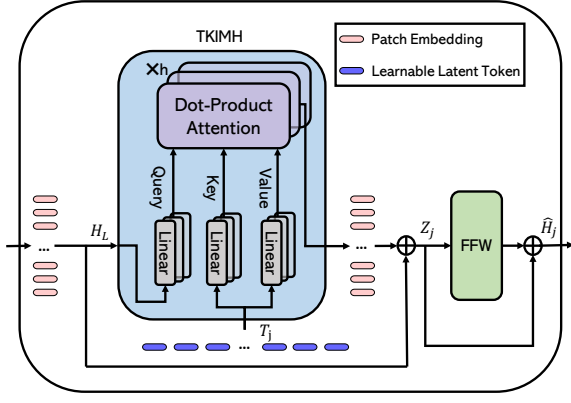 TKIMH
Patch Embedding
Learnable Latent Token
×h
Dot-Product
Attention
Query
Key
Value
Linear
Linear
Linear
...
H_L
...
Z_j
FFW
Ĥ_j
T_j
...